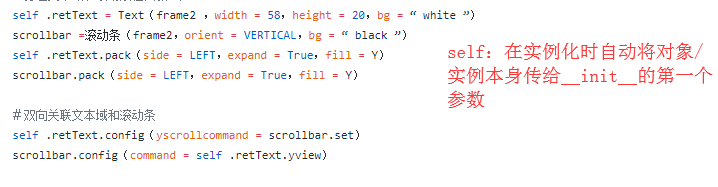 self .retText = Text (frame2 , width = 58, height = 20, bg = “ white ”)
scrollbar =滚动条 (frame2, orient = VERTICAL, bg = “ black ”)
self .retText.pack (side = LEFT, expand = True, fill = Y)
scrollbar.pack (side = LEFT, expand = True, fill = Y)
self: 在实例化时自动将对象/
实例本身传给__init__的第一个
参数
#双向关联文本域和滚动条
self .retText.config (yscrollcommand = scrollbar.set)
scrollbar.config (command = self .retText.yview)